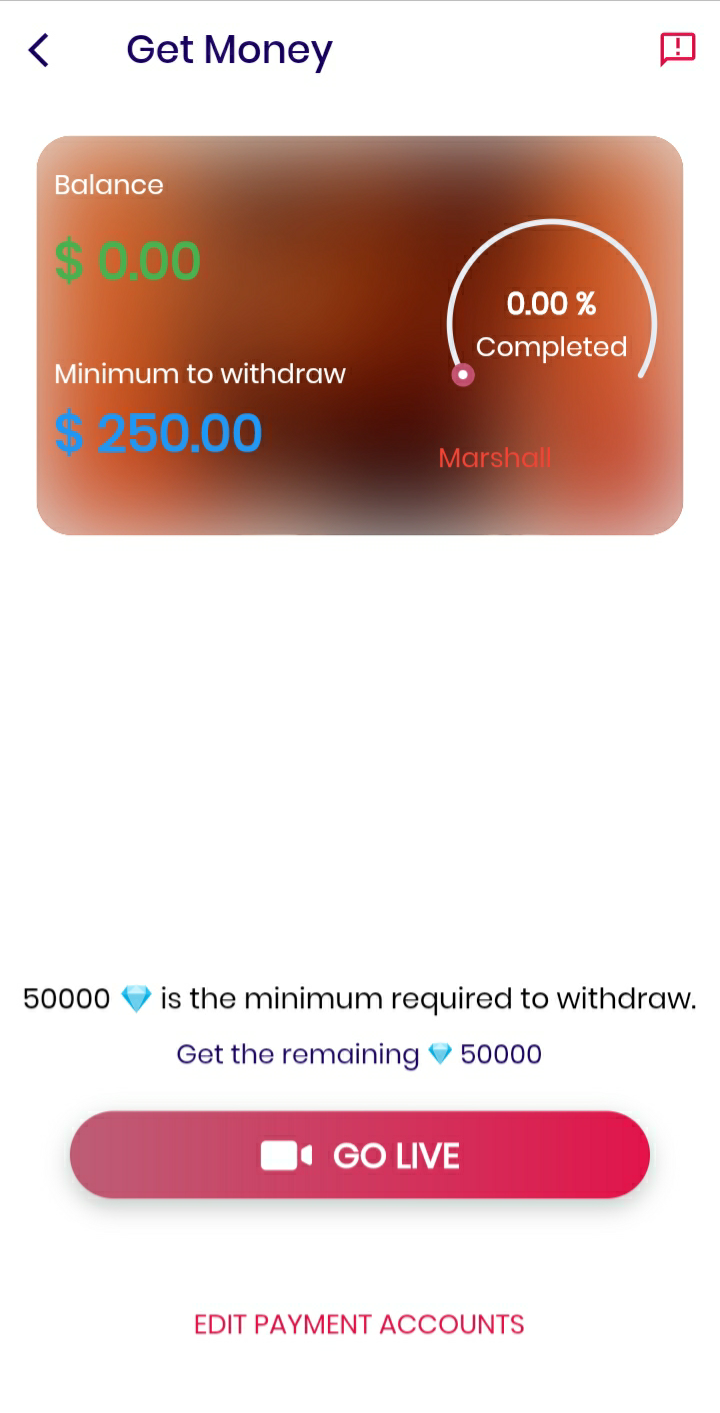 Get Money
Balance
$ 0.00
0.00 %
Completed
Minimum to withdraw
$ 250.00
Marshall
50000 💎 is the minimum required to withdraw.
Get the remaining 💎 50000
GO LIVE
EDIT PAYMENT ACCOUNTS